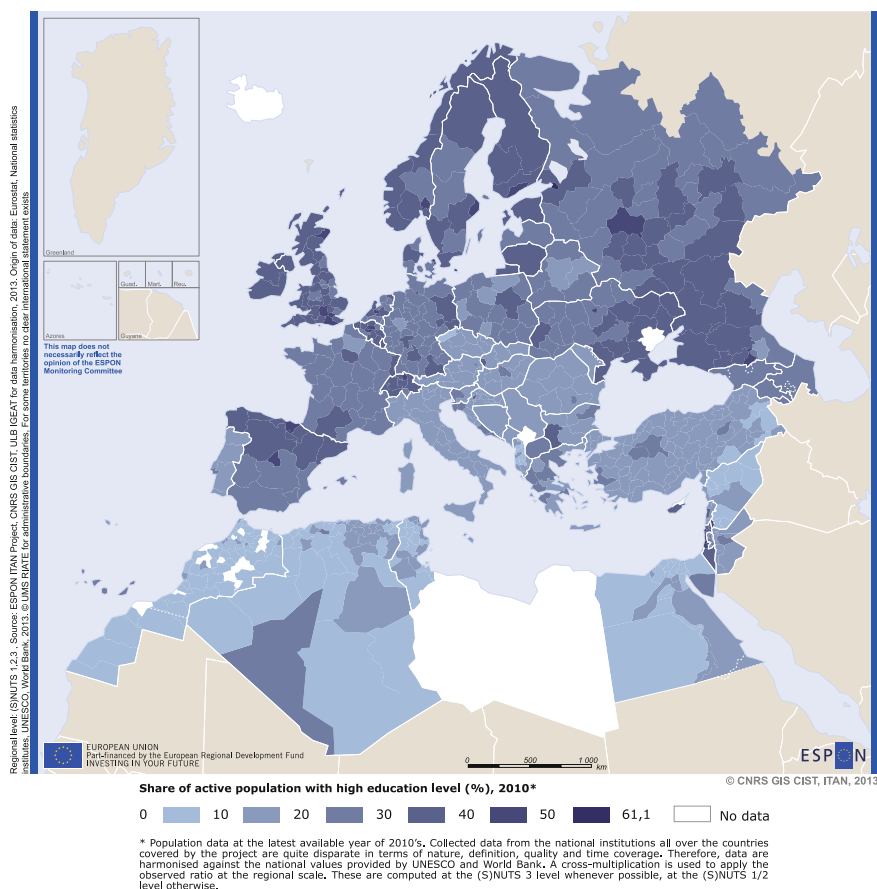 Regional level: (S)NUTS 1,2,3 , Source: ESPON ITAN Project, CNRS GIS CIST, ULB IGEAT for data harmonisation, 2013. Origin of data: Eurostat, National statistics
institutes, UNESCO, World Bank, 2013. © UMS RIATE for administrative boundaries. For some territories no clear international statement exists
Greenland
Azores
Guad.
Mart.
Reu.
Guyane
This map does not
necessarily reflect the
opinion of the ESPON
Monitoring Committee
EUROPEAN UNION
Part-financed by the European Regional Development Fund
INVESTING IN YOUR FUTURE
0 500 1 000
km
ESPON
© CNRS GIS CIST, ITAN, 2013
Share of active population with high education level (%), 2010*
0 10 20 30 40 50 61,1 No data
* Population data at the latest available year of 2010's. Collected data from the national institutions all over the countries
covered by the project are quite disparate in terms of nature, definition, quality and time coverage. Therefore, data are
harmonised against the national values provided by UNESCO and World Bank. A cross-multiplication is used to apply the
observed ratio at the regional scale. These are computed at the (S)NUTS 3 level whenever possible, at the (S)NUTS 1/2
level otherwise.